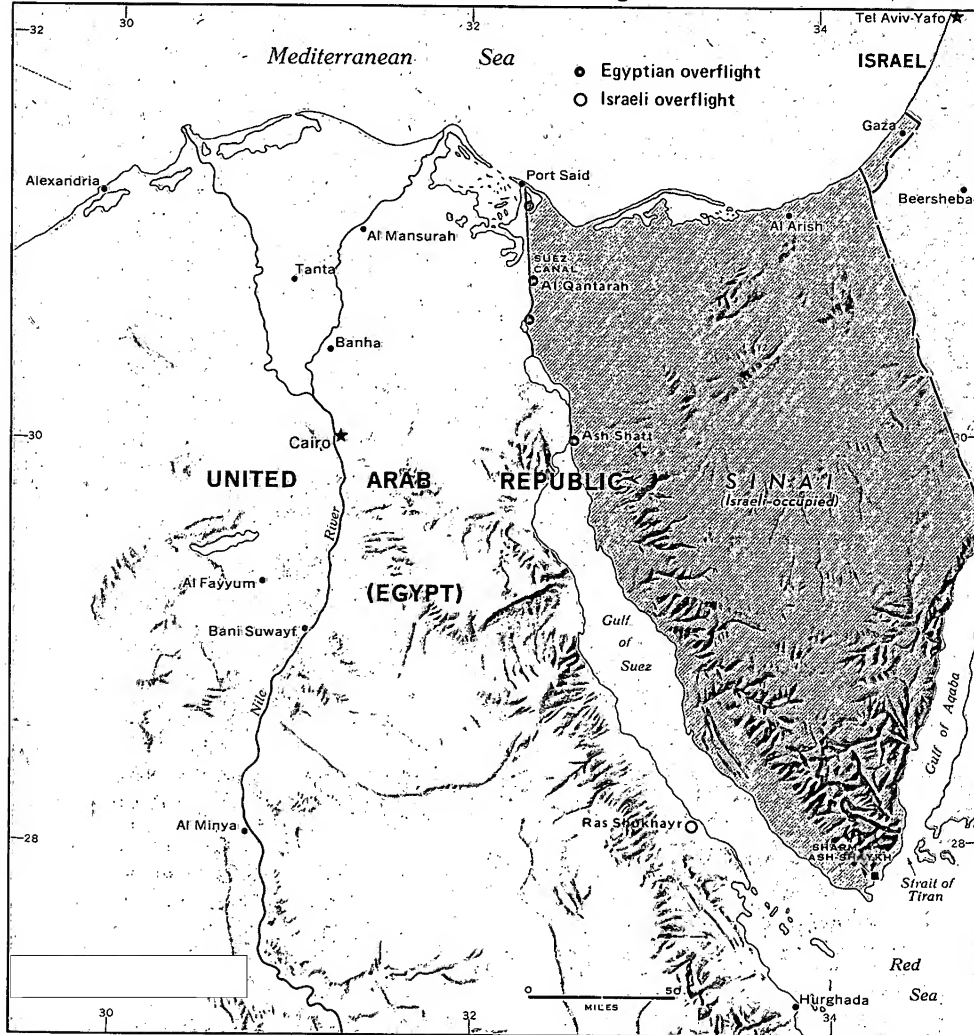 30
32
34
Tel Aviv-Yafo
32
Mediterranean Sea
ISRAEL
Egyptian overflight
Israeli overflight
Gaza
Alexandria
Port Said
Beersheba
Al Arish
Al Mansurah
SUEZ
CANAL
Tanta
Al Qantarah
Banha
30
Cairo
Ash Shatt
30
UNITED ARAB REPUBLIC
SINAI
(Israeli-occupied)
River
Al Fayyum
(EGYPT)
Bani Suwayf
Gulf
of
Suez
Nile
Gulf of Aqaba
Al Minya
Ras Shokhayr
28
28
SHARM
ASH-SHAYKH
Strait of
Tiran
Red
Sea
0 50
MILES
Hurghada
30
32
34